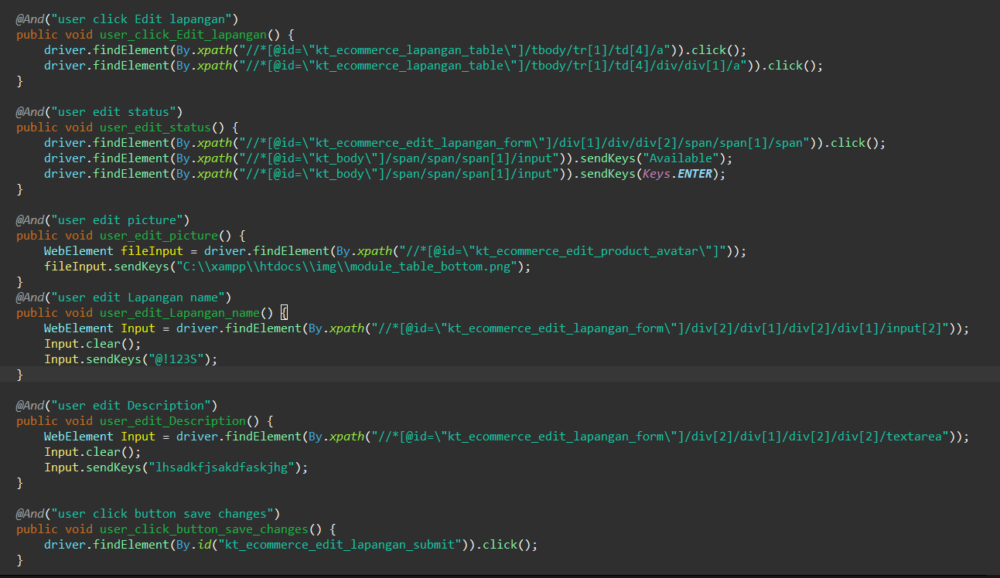 @And("user click Edit lapangan")
public void user_click_Edit_lapangan() {
    driver.findElement(By.xpath("//*[@id=\"kt_ecommerce_lapangan_table\"]/tbody/tr[1]/td[4]/a")).click();
    driver.findElement(By.xpath("//*[@id=\"kt_ecommerce_lapangan_table\"]/tbody/tr[1]/td[4]/div/div[1]/a")).click();
}

@And("user edit status")
public void user_edit_status() {
    driver.findElement(By.xpath("//*[@id=\"kt_ecommerce_edit_lapangan_form\"]/div[1]/div/div[2]/span/span[1]/span")).click();
    driver.findElement(By.xpath("//*[@id=\"kt_body\"]/span/span/span[1]/input")).sendKeys("Available");
    driver.findElement(By.xpath("//*[@id=\"kt_body\"]/span/span/span[1]/input")).sendKeys(Keys.ENTER);
}

@And("user edit picture")
public void user_edit_picture() {
    WebElement fileInput = driver.findElement(By.xpath("//*[@id=\"kt_ecommerce_edit_product_avatar\"]"));
    fileInput.sendKeys("C:\\xampp\\htdocs\\img\\module_table_bottom.png");
}
@And("user edit Lapangan name")
public void user_edit_Lapangan_name() {
    WebElement Input = driver.findElement(By.xpath("//*[@id=\"kt_ecommerce_edit_lapangan_form\"]/div[2]/div[1]/div[2]/div[1]/input[2]"));
    Input.clear();
    Input.sendKeys("@!123S");
}

@And("user edit Description")
public void user_edit_Description() {
    WebElement Input = driver.findElement(By.xpath("//*[@id=\"kt_ecommerce_edit_lapangan_form\"]/div[2]/div[1]/div[2]/div[2]/textarea"));
    Input.clear();
    Input.sendKeys("lhsadkfjsakdfaskjhg");
}

@And("user click button save changes")
public void user_click_button_save_changes() {
    driver.findElement(By.id("kt_ecommerce_edit_lapangan_submit")).click();
}